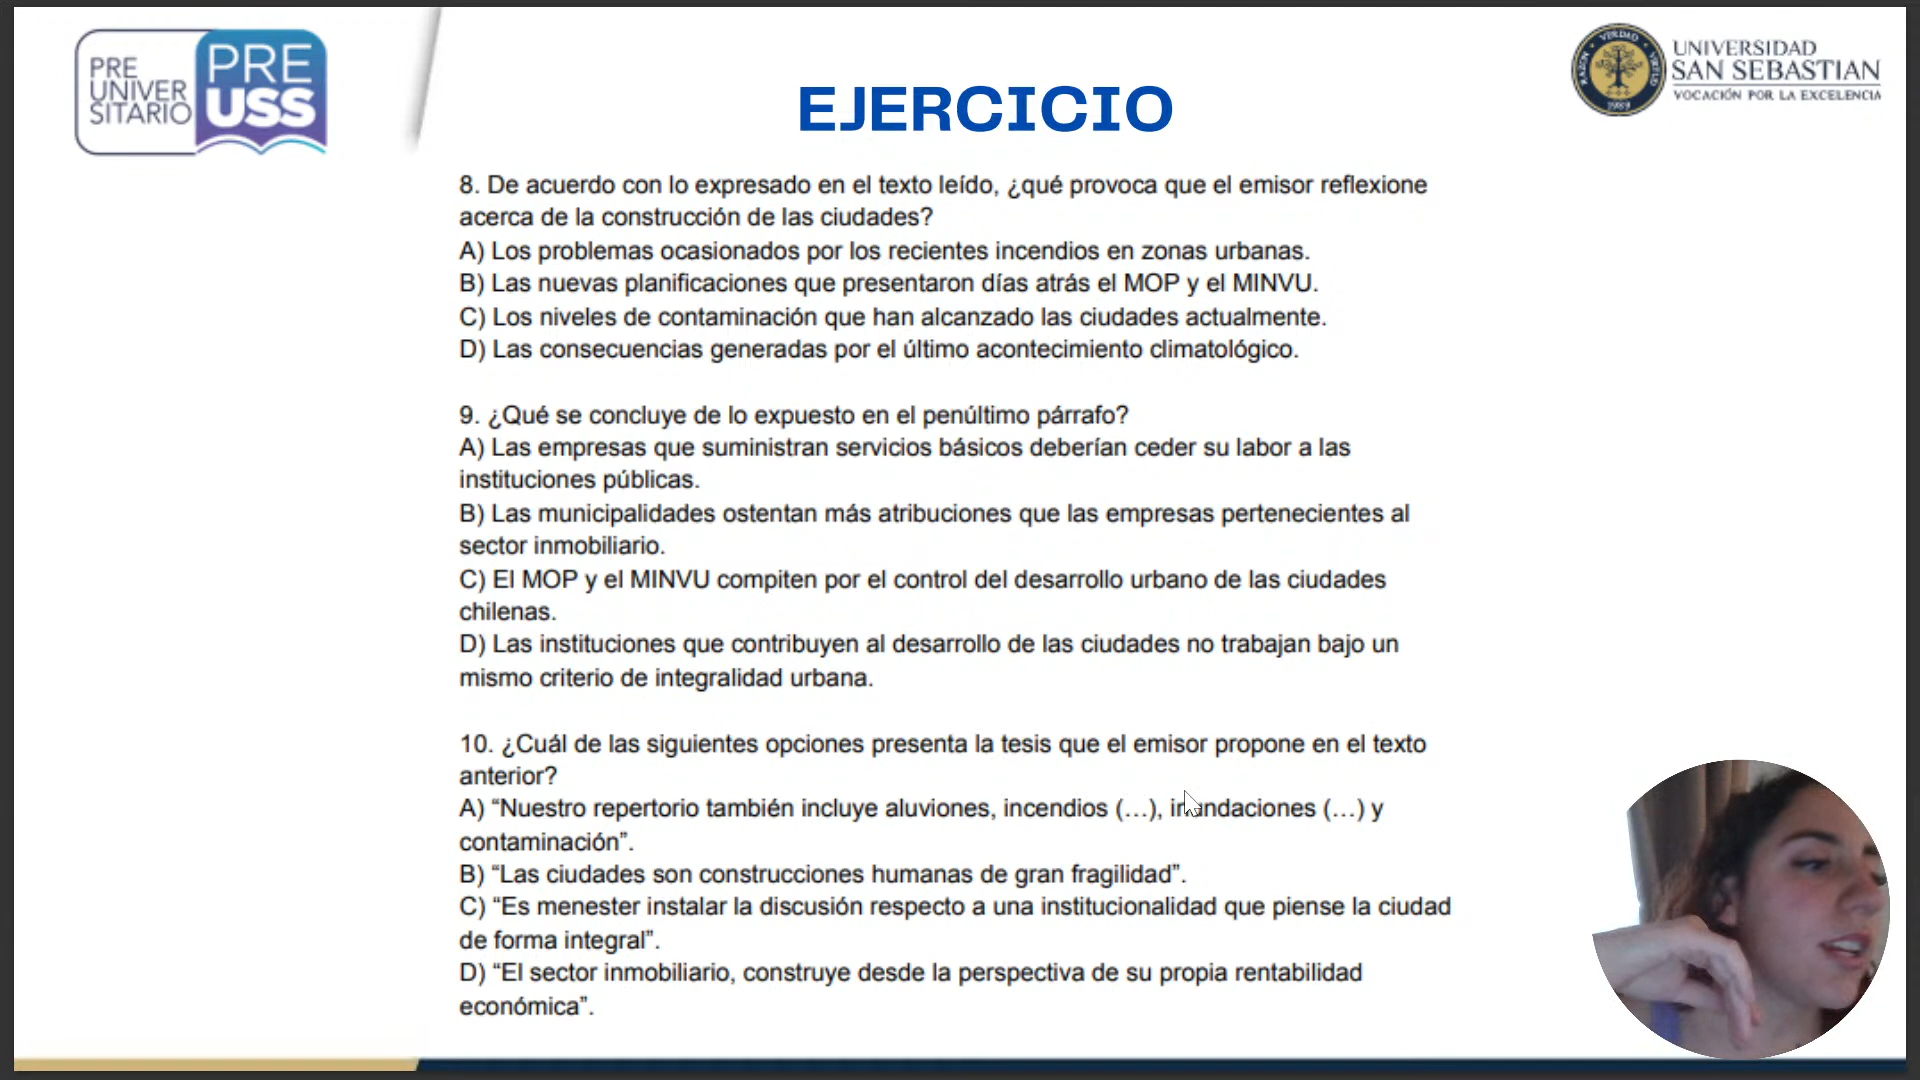 PRE
UNIVER
SITARIO
PRE
USS
EJERCICIO
RAZÓN • VERDAD • VIRTUD
1989
UNIVERSIDAD
SAN SEBASTIAN
VOCACIÓN POR LA EXCELENCIA
8. De acuerdo con lo expresado en el texto leído, ¿qué provoca que el emisor reflexione
acerca de la construcción de las ciudades?
A) Los problemas ocasionados por los recientes incendios en zonas urbanas.
B) Las nuevas planificaciones que presentaron días atrás el MOP y el MINVU.
C) Los niveles de contaminación que han alcanzado las ciudades actualmente.
D) Las consecuencias generadas por el último acontecimiento climatológico.
9. ¿Qué se concluye de lo expuesto en el penúltimo párrafo?
A) Las empresas que suministran servicios básicos deberían ceder su labor a las
instituciones públicas.
B) Las municipalidades ostentan más atribuciones que las empresas pertenecientes al
sector inmobiliario.
C) El MOP y el MINVU compiten por el control del desarrollo urbano de las ciudades
chilenas.
D) Las instituciones que contribuyen al desarrollo de las ciudades no trabajan bajo un
mismo criterio de integralidad urbana.
10. ¿Cuál de las siguientes opciones presenta la tesis que el emisor propone en el texto
anterior?
A) “Nuestro repertorio también incluye aluviones, incendios (…), inundaciones (…) y
contaminación”.
B) “Las ciudades son construcciones humanas de gran fragilidad”.
C) “Es menester instalar la discusión respecto a una institucionalidad que piense la ciudad
de forma integral”.
D) “El sector inmobiliario, construye desde la perspectiva de su propia rentabilidad
económica”.